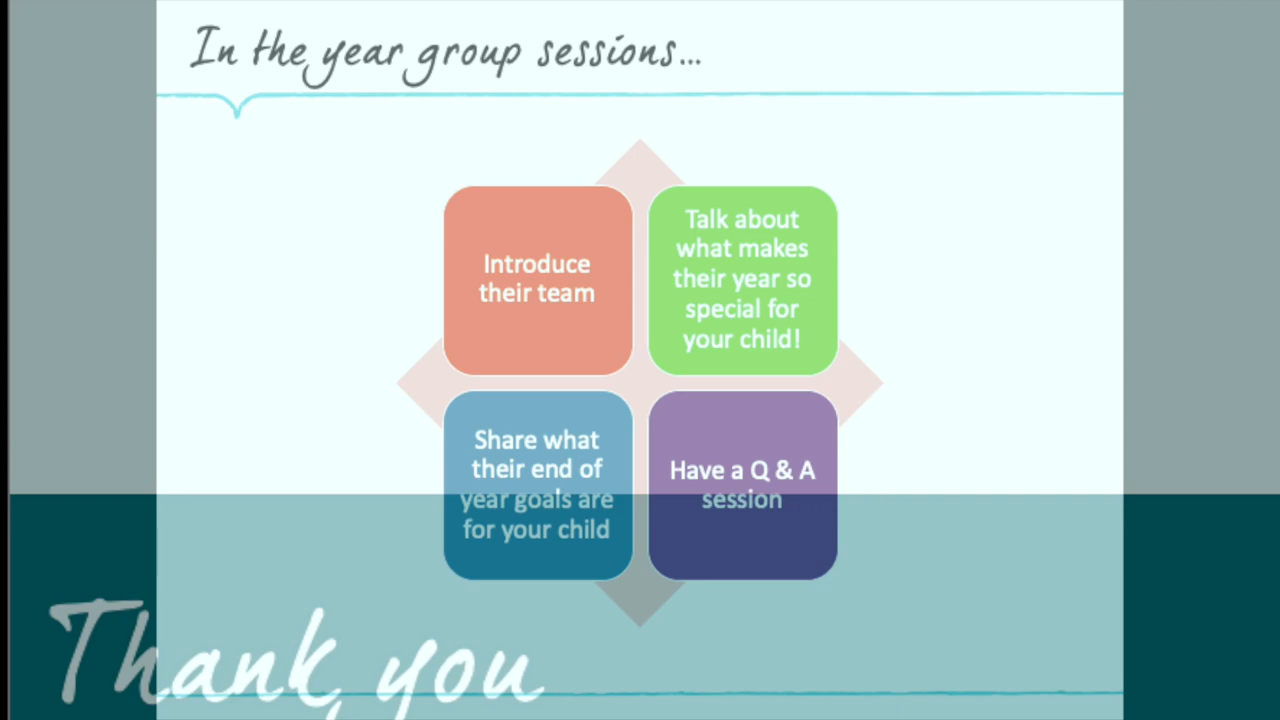 In the year group sessions...
Introduce
their team
Talk about
what makes
their year so
special for
your child!
Share what
their end of
year goals are
for your child
Have a Q & A
session
Thank you